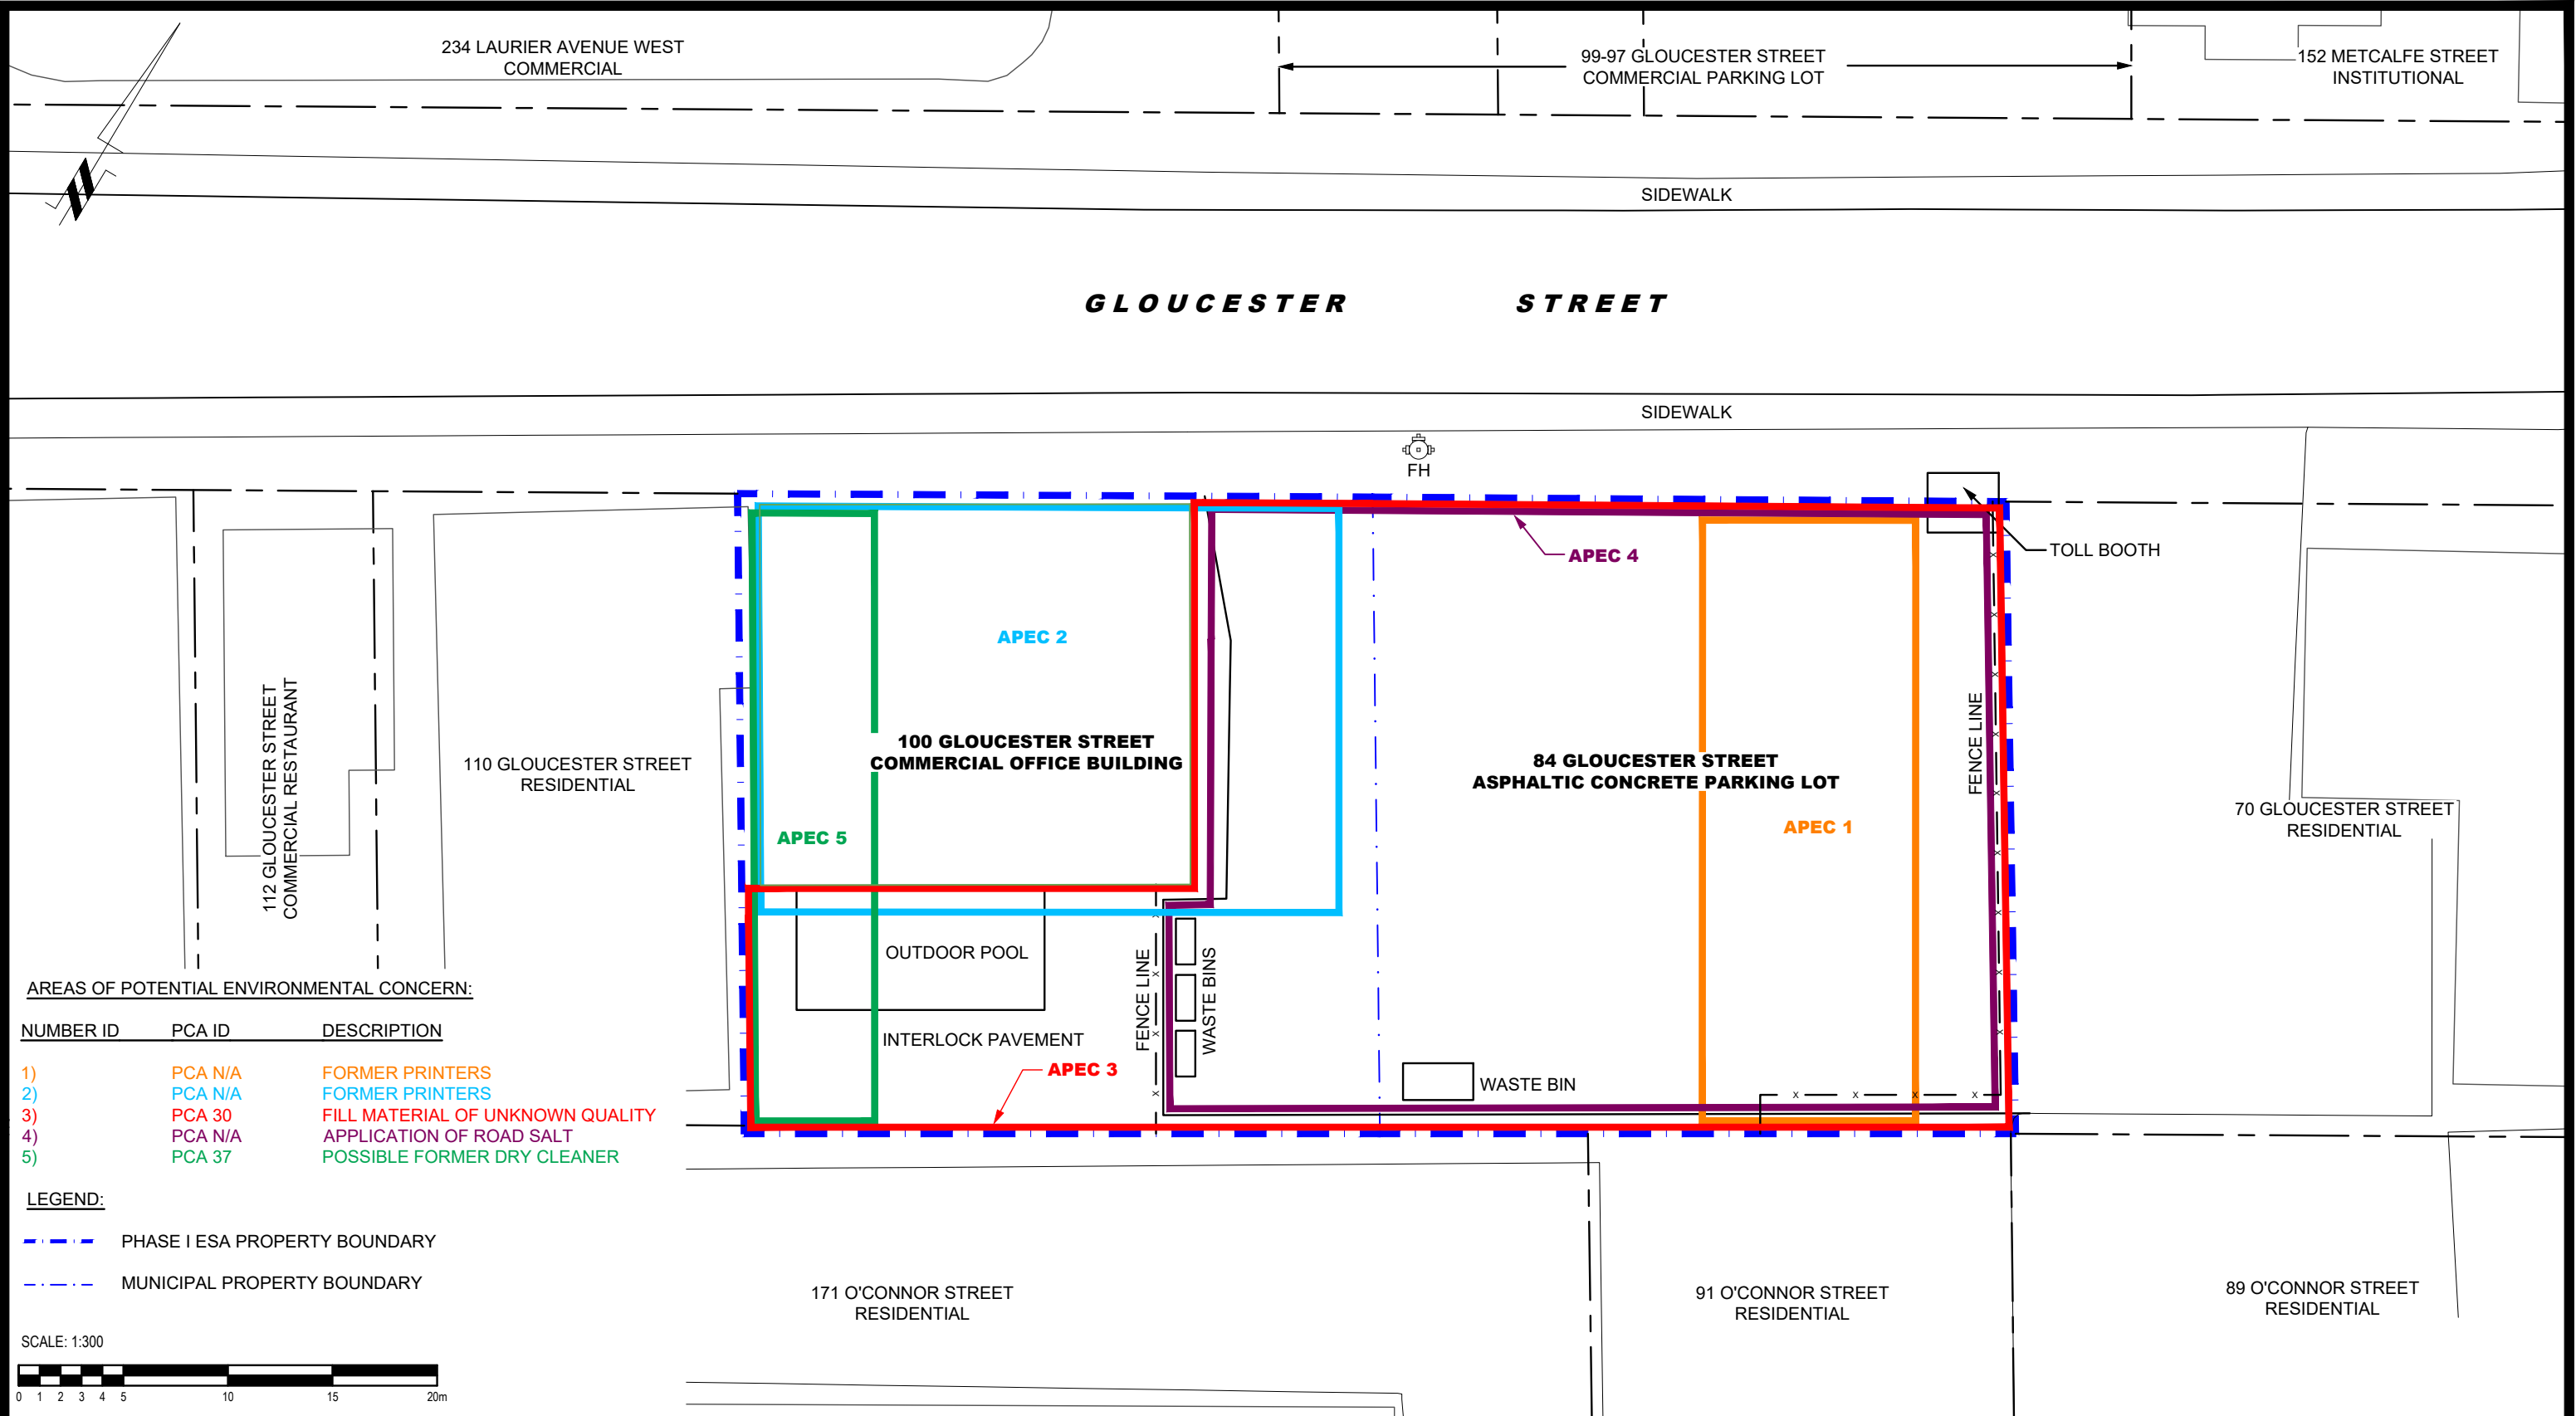 234 LAURIER AVENUE WEST
COMMERCIAL
99-97 GLOUCESTER STREET
COMMERCIAL PARKING LOT
152 METCALFE STREET
INSTITUTIONAL
SIDEWALK
GLOUCESTER STREET
SIDEWALK
FH
TOLL BOOTH
APEC 4
APEC 2
112 GLOUCESTER STREET
COMMERCIAL RESTAURANT
110 GLOUCESTER STREET
RESIDENTIAL
100 GLOUCESTER STREET
COMMERCIAL OFFICE BUILDING
84 GLOUCESTER STREET
ASPHALTIC CONCRETE PARKING LOT
FENCE LINE
70 GLOUCESTER STREET
RESIDENTIAL
APEC 5
APEC 1
OUTDOOR POOL
FENCE LINE
WASTE BINS
INTERLOCK PAVEMENT
APEC 3
WASTE BIN
AREAS OF POTENTIAL ENVIRONMENTAL CONCERN:
NUMBER ID PCA ID DESCRIPTION
1) PCA N/A FORMER PRINTERS
2) PCA N/A FORMER PRINTERS
3) PCA 30 FILL MATERIAL OF UNKNOWN QUALITY
4) PCA N/A APPLICATION OF ROAD SALT
5) PCA 37 POSSIBLE FORMER DRY CLEANER
LEGEND:
PHASE I ESA PROPERTY BOUNDARY
MUNICIPAL PROPERTY BOUNDARY
171 O'CONNOR STREET
RESIDENTIAL
91 O'CONNOR STREET
RESIDENTIAL
89 O'CONNOR STREET
RESIDENTIAL
SCALE: 1:300
0 1 2 3 4 5 10 15 20m